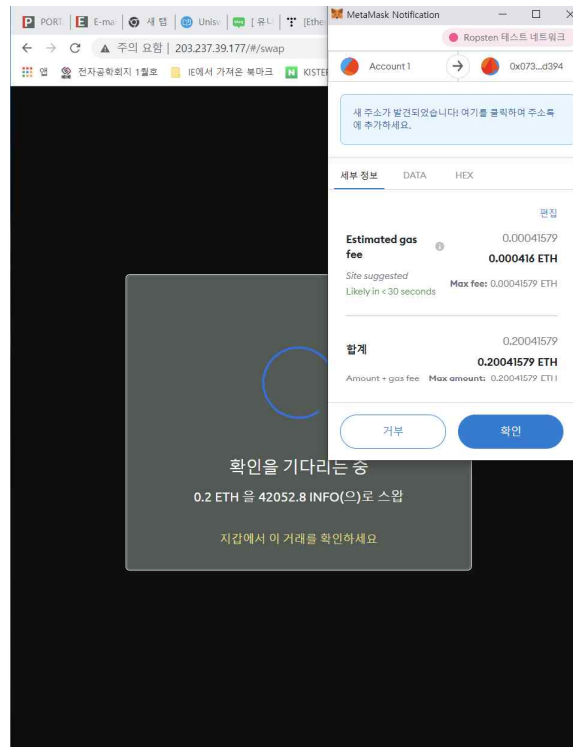 PORT
E-ma
새 탭
Unisv
[ 유니
[Ethe
주의 요함 | 203.237.39.177/#/swap
앱
전자공학회지 1월호
IE에서 가져온 북마크
KISTE
MetaMask Notification
Ropsten 테스트 네트워크
Account 1
0x073...d394
새 주소가 발견되었습니다! 여기를 클릭하여 주소록
에 추가하세요.
세부 정보 DATA HEX
편집
Estimated gas
fee
0.00041579
0.000416 ETH
Site suggested
Likely in < 30 seconds
Max fee: 0.00041579 ETH
합계
0.20041579
0.20041579 ETH
Amount + gas fee Max amount: 0.20041579 ETH
거부 확인
확인을 기다리는 중
0.2 ETH 을 42052.8 INFO(으)로 스왑
지갑에서 이 거래를 확인하세요